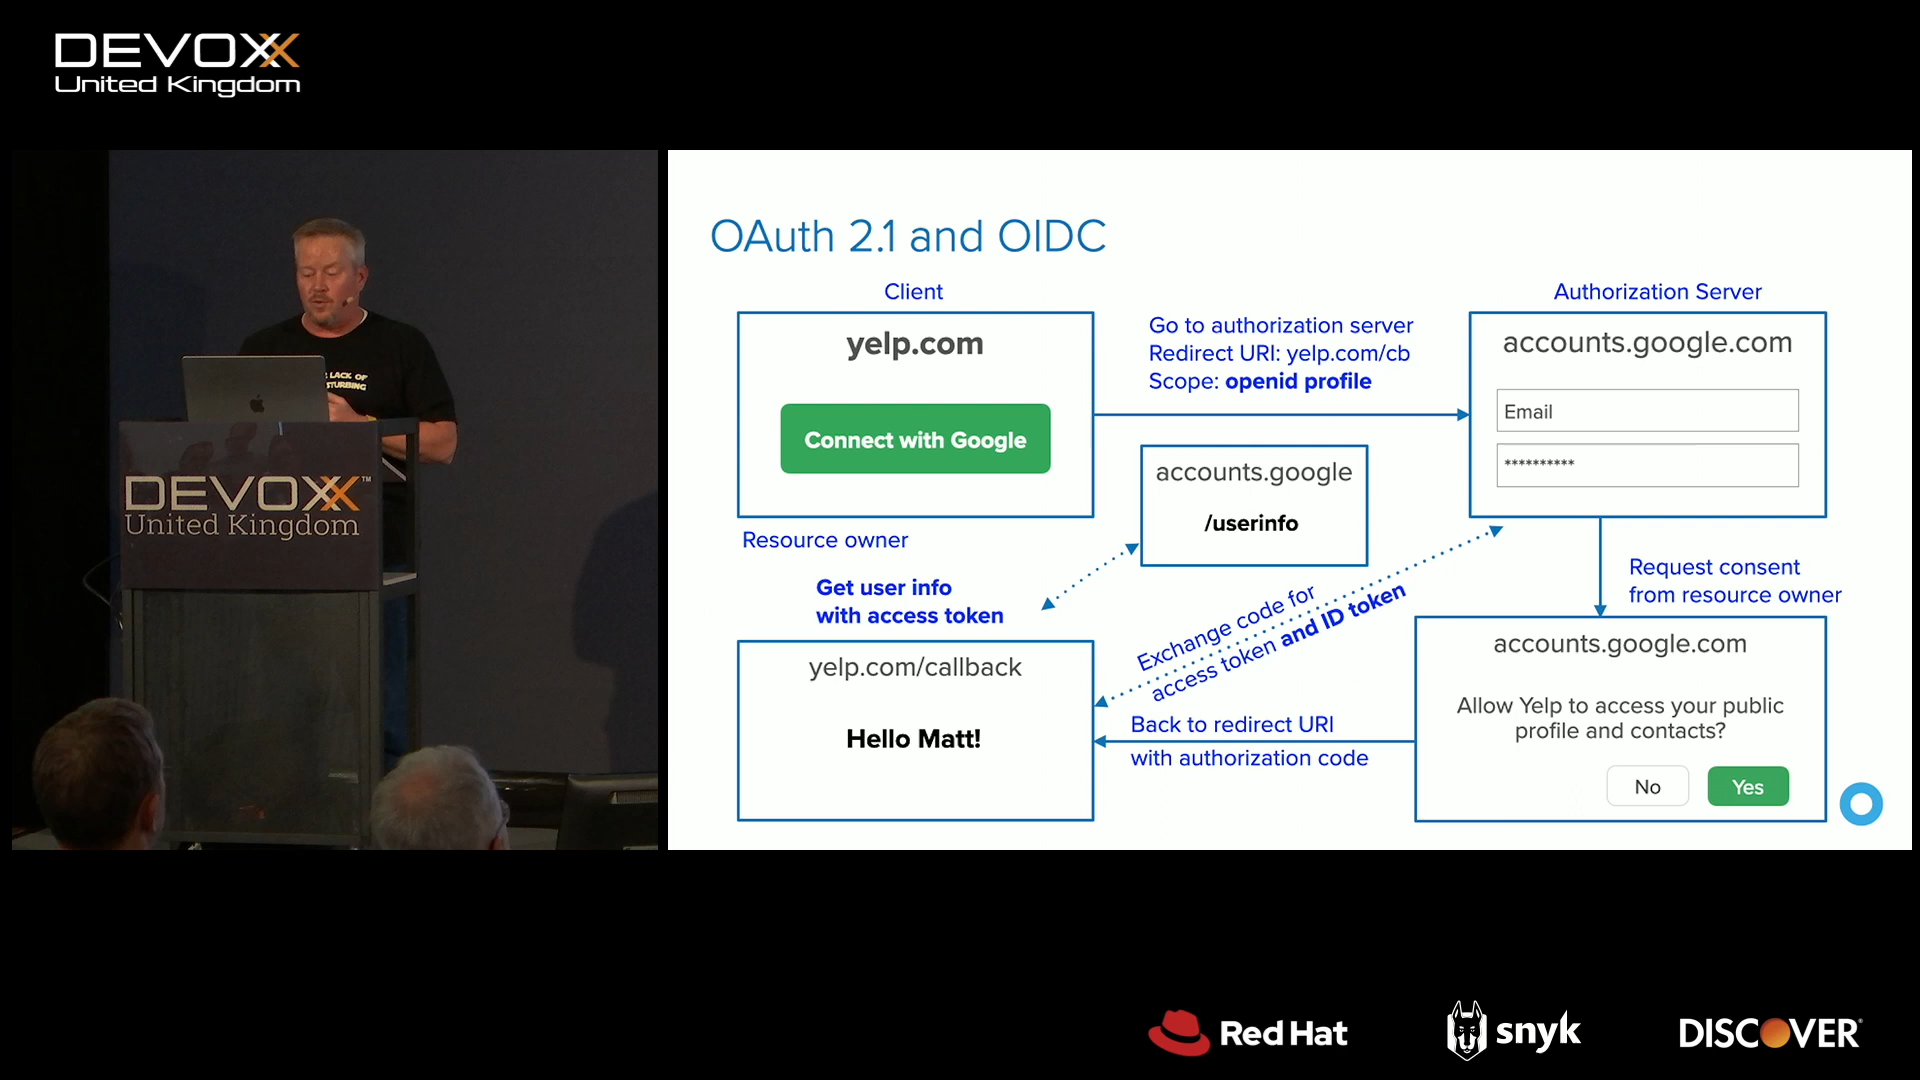 DEVOXX
United Kingdom
LACK OF
DEVOXX™
United Kingdom
OAuth 2.1 and OIDC
Client
yelp.com
Connect with Google
Resource owner
Go to authorization server
Redirect URI: yelp.com/cb
Scope: openid profile
Authorization Server
accounts.google.com
Email
**********
accounts.google
/userinfo
Get user info
with access token
Exchange code for
access token and ID token
Request consent
from resource owner
yelp.com/callback
Hello Matt!
Back to redirect URI
with authorization code
accounts.google.com
Allow Yelp to access your public
profile and contacts?
No
Yes
Red Hat
snyk
DISCOVER